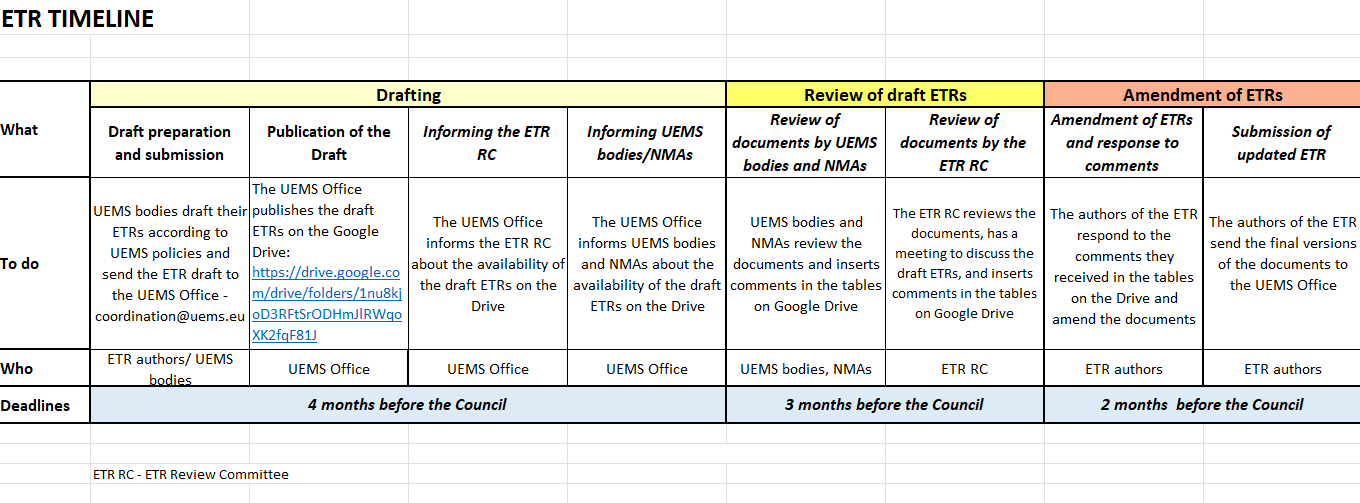 ETR TIMELINE
What
Drafting
Review of draft ETRs
Amendment of ETRs
Draft preparation
and submission
Publication of the
Draft
Informing the ETR
RC
Informing UEMS
bodies/NMAs
Review of
documents by UEMS
bodies and NMAs
Review of
documents by the
ETR RC
Amendment of ETRs
and response to
comments
Submission of
updated ETR
To do
UEMS bodies draft their
ETRs according to
UEMS policies and
send the ETR draft to
the UEMS Office -
coordination@uems.eu
The UEMS Office
publishes the draft
ETRs on the Google
Drive:
https://drive.google.co
m/drive/folders/1nu8kj
oD3RFtSrODHmJlRWqo
XK2fqF81J
The UEMS Office
informs the ETR RC
about the availability of
the draft ETRs on the
Drive
The UEMS Office
informs UEMS bodies
and NMAs about the
availability of the draft
ETRs on the Drive
UEMS bodies and
NMAs review the
documents and inserts
comments in the tables
on Google Drive
The ETR RC reviews the
documents, has a
meeting to discuss the
draft ETRs, and inserts
comments in the tables
on Google Drive
The authors of the ETR
respond to the
comments they
received in the tables
on the Drive and
amend the documents
The authors of the ETR
send the final versions
of the documents to
the UEMS Office
Who
ETR authors/ UEMS
bodies
UEMS Office
UEMS Office
UEMS Office
UEMS bodies, NMAs
ETR RC
ETR authors
ETR authors
Deadlines
4 months before the Council
3 months before the Council
2 months  before the Council
ETR RC - ETR Review Committee